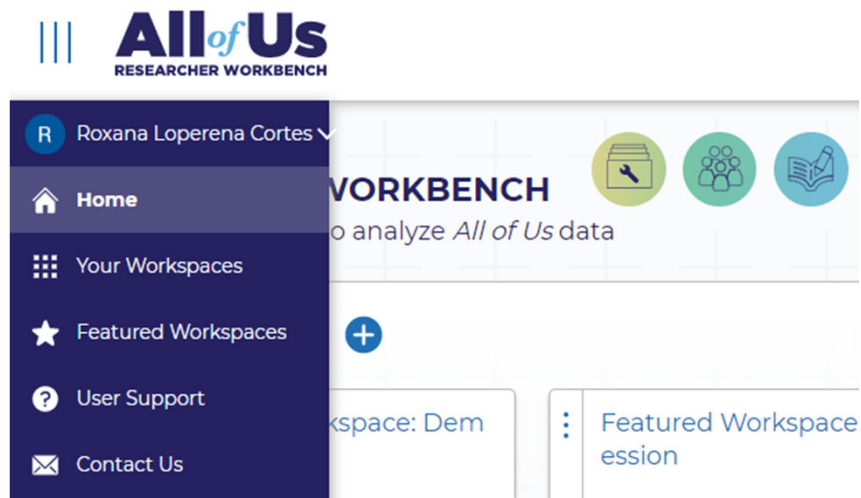 All of Us
RESEARCHER WORKBENCH
R Roxana Loperena Cortes
Home
Your Workspaces
Featured Workspaces
User Support
Contact Us
WORKBENCH
o analyze All of Us data
kspace: Dem
Featured Workspace
ession